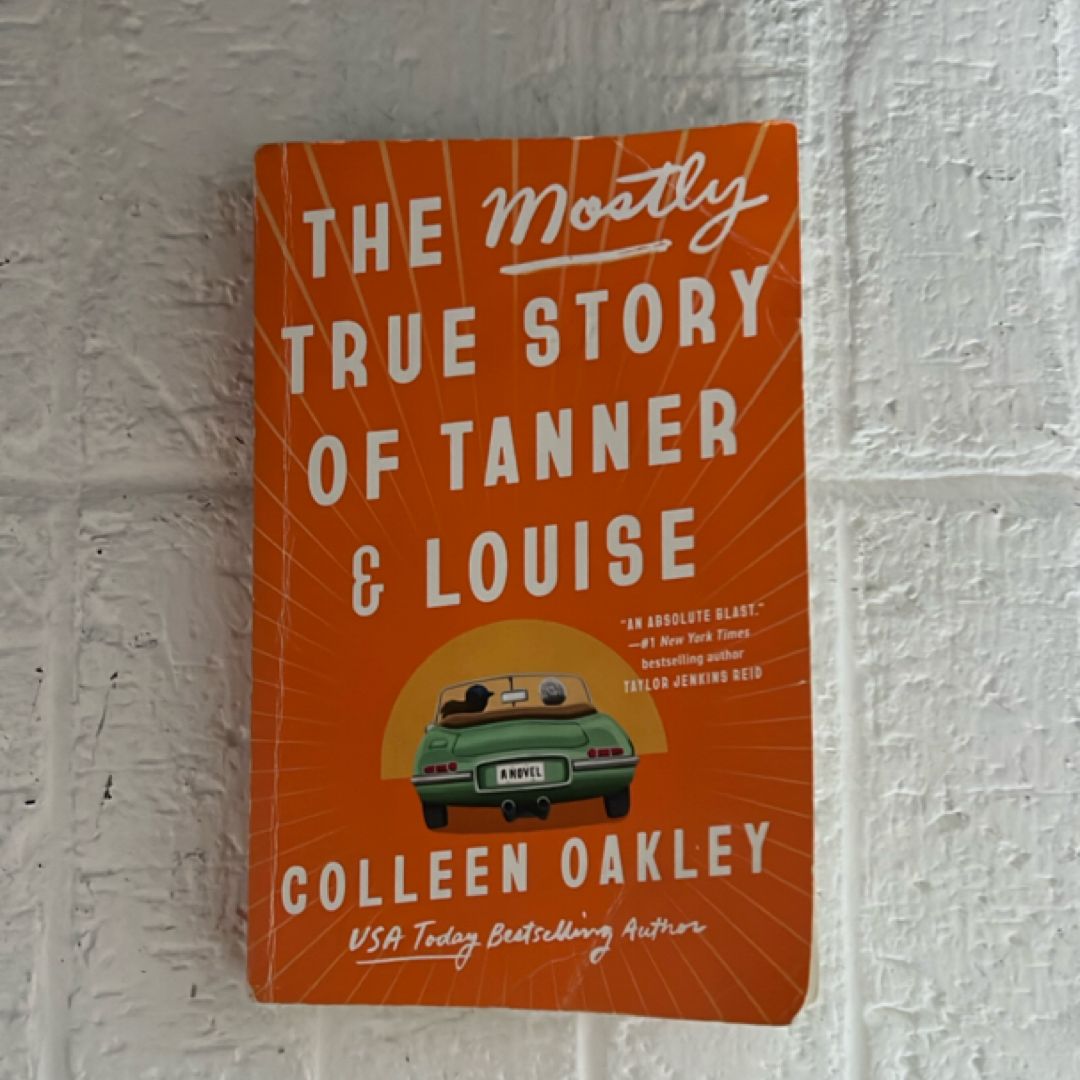 THE Mostly
TRUE STORY
OF TANNER
& LOUISE
"AN ABSOLUTE BLAST."
—#1 New York Times
bestselling author
TAYLOR JENKINS REID
A NOVEL
COLLEEN OAKLEY
USA Today Bestselling Author